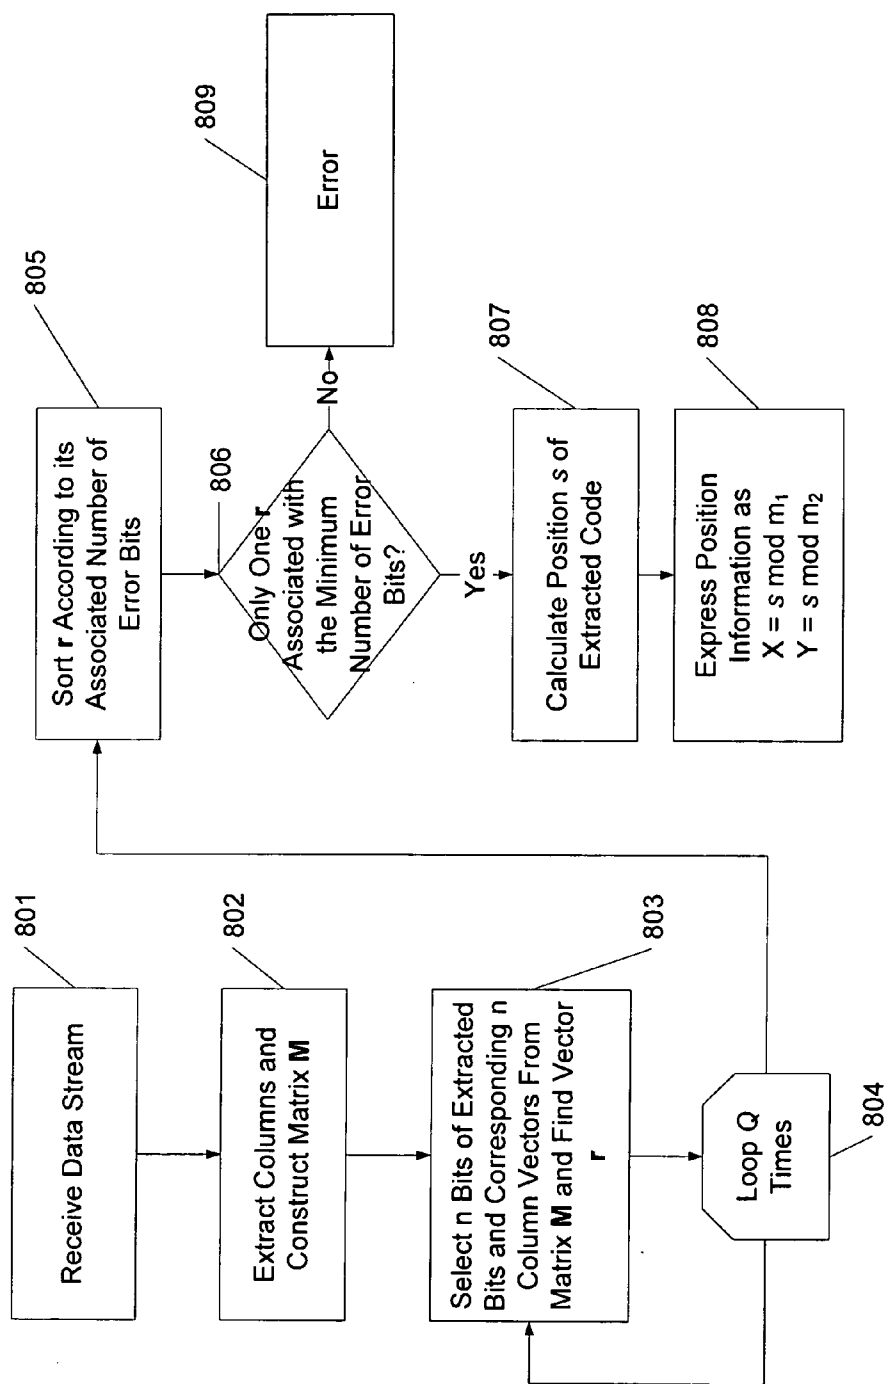 801
Receive Data Stream
802
Extract Columns and
Construct Matrix M
803
Select n Bits of Extracted
Bits and Corresponding n
Column Vectors From
Matrix M and Find Vector
r
Loop Q
Times
804
805
Sort r According to its
Associated Number of
Error Bits
806
Only One r
Associated with
the Minimum
Number of Error
Bits?
No
809
Error
Yes
807
Calculate Position s of
Extracted Code
808
Express Position
Information as
X = s mod m₁
Y = s mod m₂